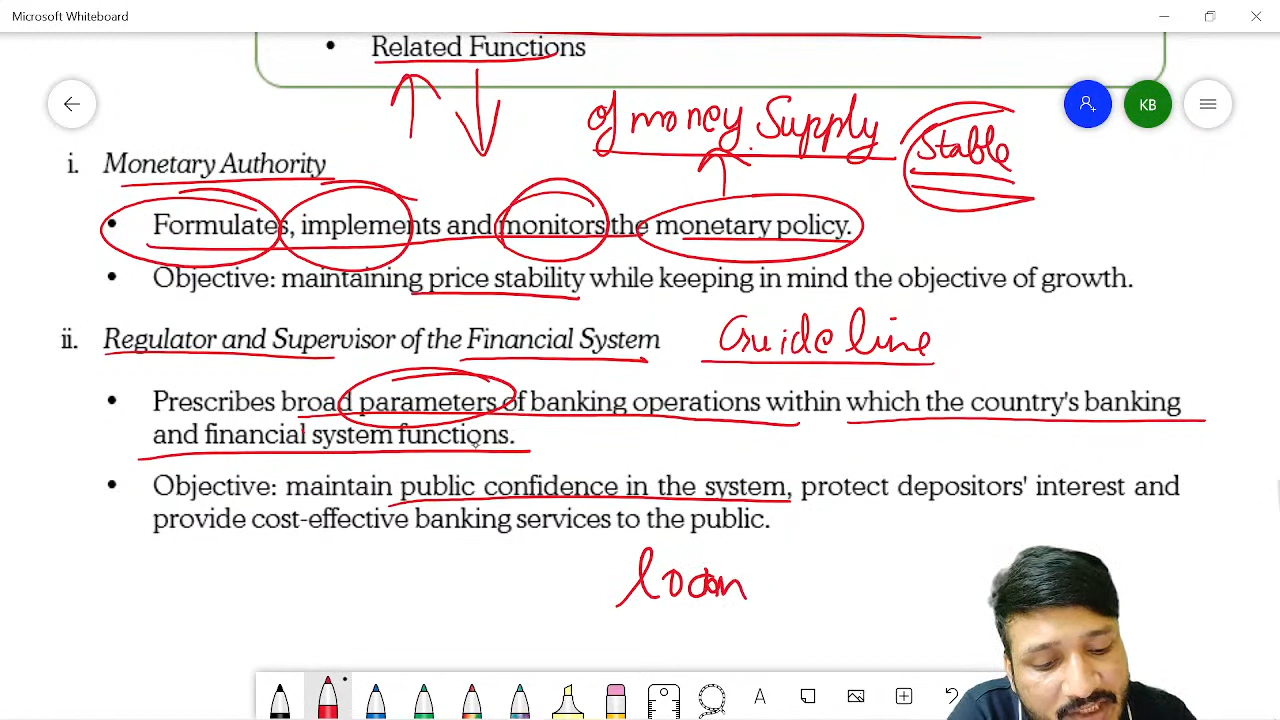 Microsoft Whiteboard
• Related Functions
KB
of money Supply
Stable
i. Monetary Authority
• Formulates, implements and monitors the monetary policy.
• Objective: maintaining price stability while keeping in mind the objective of growth.
ii. Regulator and Supervisor of the Financial System
Guide line
• Prescribes broad parameters of banking operations within which the country's banking
and financial system functions.
• Objective: maintain public confidence in the system, protect depositors' interest and
provide cost-effective banking services to the public.
loan
A